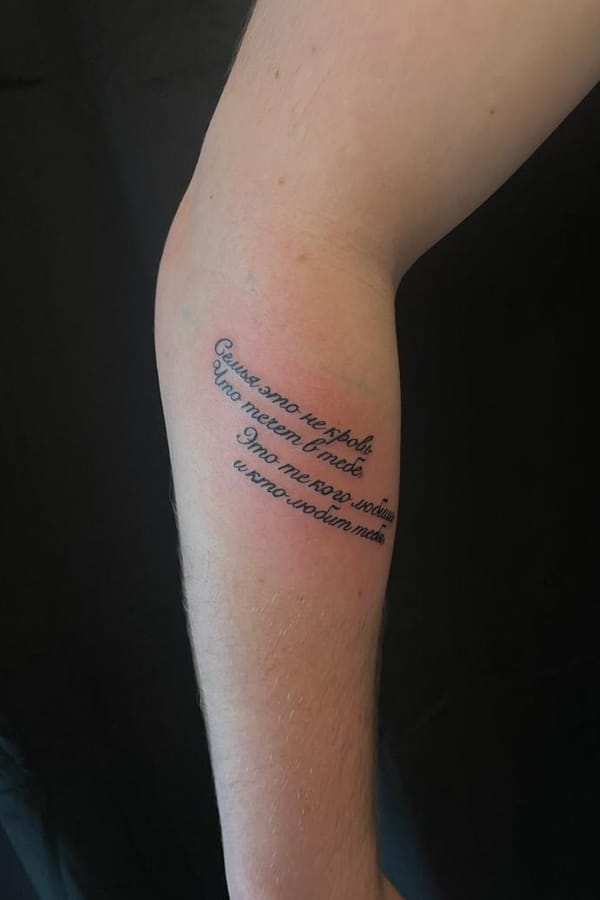 Семья это не кровь
Что течет в тебе.
Это те кого любишь
и кто любит тебя.